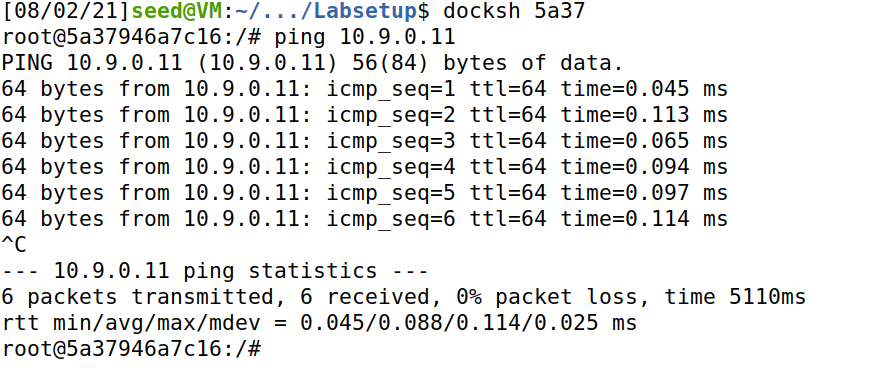 [08/02/21]seed@VM:~/.../Labsetup$ docksh 5a37
root@5a37946a7c16:/# ping 10.9.0.11
PING 10.9.0.11 (10.9.0.11) 56(84) bytes of data.
64 bytes from 10.9.0.11: icmp_seq=1 ttl=64 time=0.045 ms
64 bytes from 10.9.0.11: icmp_seq=2 ttl=64 time=0.113 ms
64 bytes from 10.9.0.11: icmp_seq=3 ttl=64 time=0.065 ms
64 bytes from 10.9.0.11: icmp_seq=4 ttl=64 time=0.094 ms
64 bytes from 10.9.0.11: icmp_seq=5 ttl=64 time=0.097 ms
64 bytes from 10.9.0.11: icmp_seq=6 ttl=64 time=0.114 ms
^C
--- 10.9.0.11 ping statistics ---
6 packets transmitted, 6 received, 0% packet loss, time 5110ms
rtt min/avg/max/mdev = 0.045/0.088/0.114/0.025 ms
root@5a37946a7c16:/#